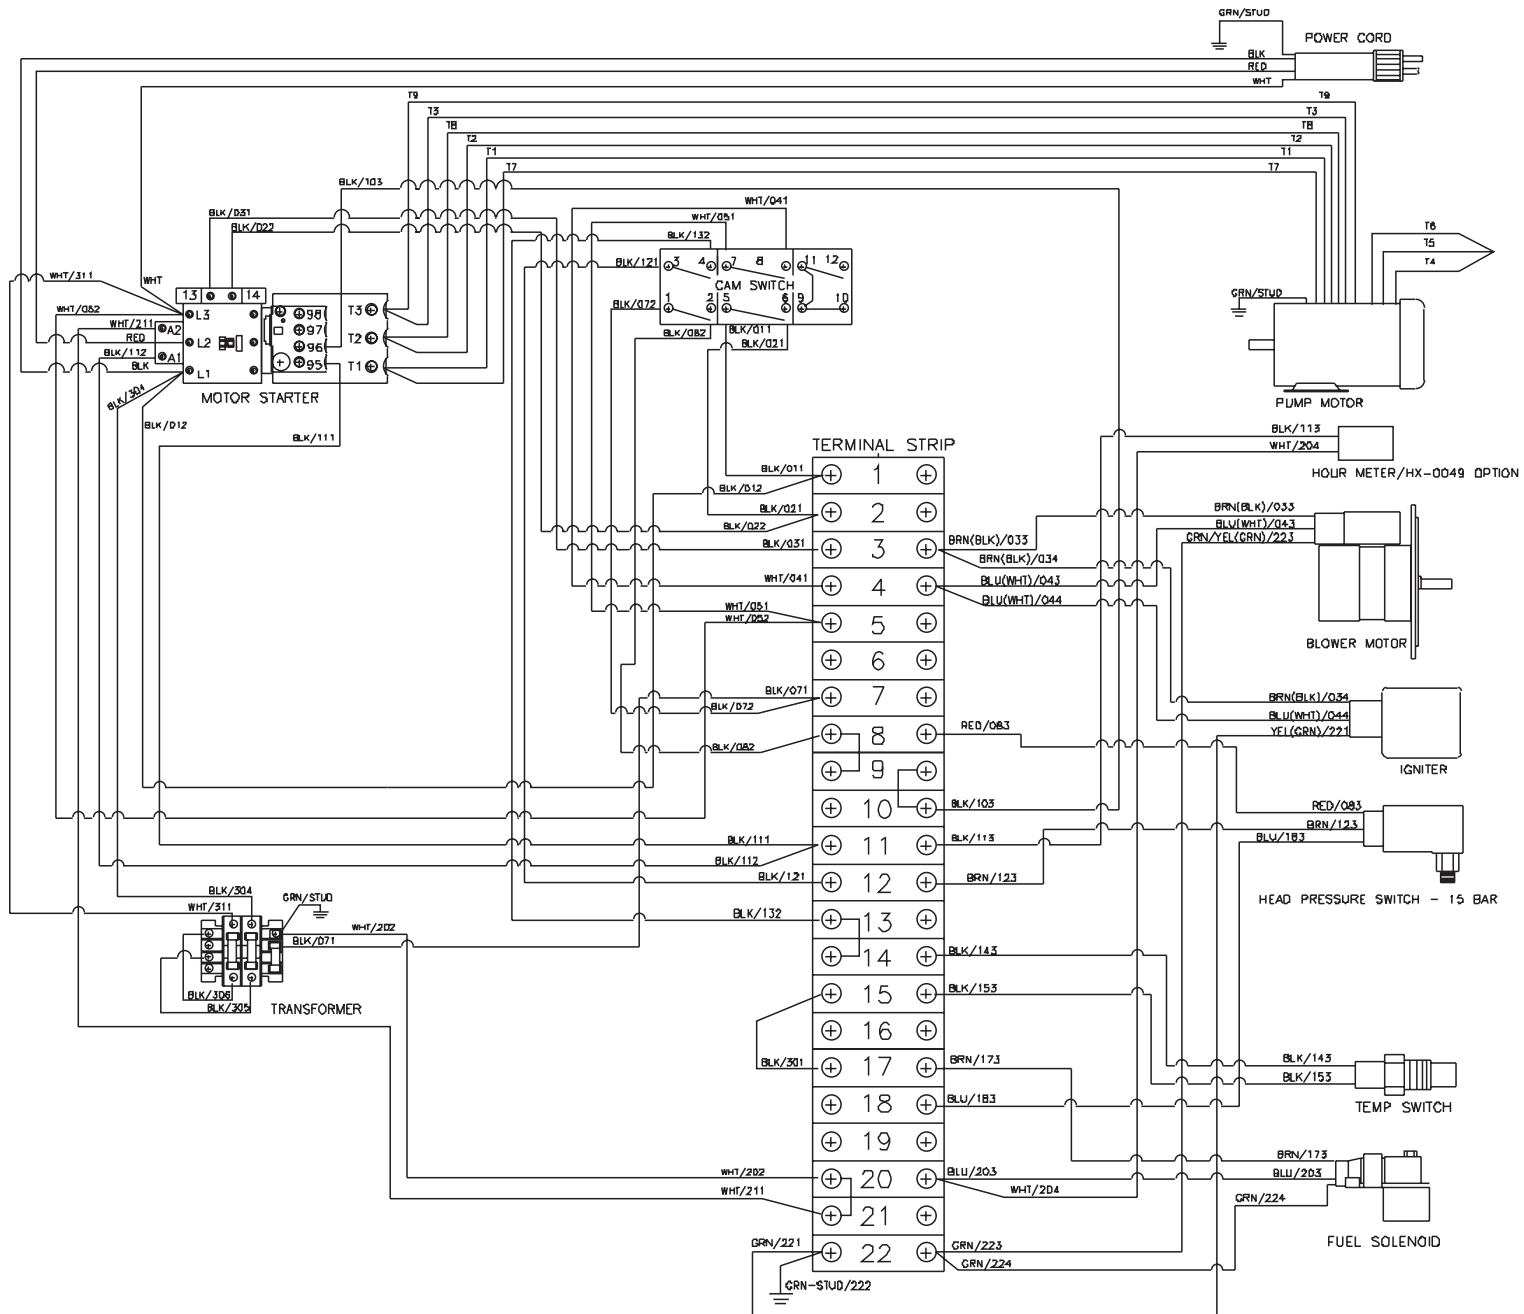 GRN/STUD
POWER CORD
BLK
RED
WHT
T9 T9
T3 T3
T8 T8
T2 T2
T1 T1
T7 T7
BLK/103
BLK/031
BLK/022
WHT/041
WHT/051
BLK/132
T6
T5
T4
BLK/121
3 4 7 8 11 12
CAM SWITCH
1 2 5 6 9 10
BLK/072
BLK/082
BLK/011
BLK/021
WHT/311
WHT
WHT/052
WHT/211
RED
BLK/112
BLK
BLK/304
BLK/012
13 14
L3
A2
L2
A1
L1
98
97
96
95
T3
T2
T1
MOTOR STARTER
BLK/111
GRN/STUD
PUMP MOTOR
BLK/113
WHT/204
HOUR METER/HX-0049 OPTION
TERMINAL STRIP
BLK/011 1
BLK/012
BLK/021 2
BLK/022
BLK/031 3 BRN(BLK)/033
BRN(BLK)/034
WHT/041 4 BLU(WHT)/043
BLU(WHT)/044
WHT/051
WHT/052 5
6
BLK/071 7
BLK/072
8 RED/083
BLK/082
9
10 BLK/103
BLK/111 11 BLK/113
BLK/112
BLK/121 12 BRN/123
BLK/132 13
14 BLK/143
15 BLK/153
16
BLK/301 17 BRN/173
18 BLU/183
19
WHT/202 20 BLU/203
WHT/211 WHT/204
21
GRN/221 22 GRN/223
GRN/224
GRN-STUD/222
BRN(BLK)/033
BLU(WHT)/043
GRN/YEL(GRN)/223
BLOWER MOTOR
BRN(BLK)/034
BLU(WHT)/044
YEL(GRN)/221
IGNITER
RED/083
BRN/123
BLU/183
HEAD PRESSURE SWITCH - 15 BAR
BLK/143
BLK/153
TEMP SWITCH
BRN/173
BLU/203
GRN/224
FUEL SOLENOID
BLK/304
WHT/311
GRN/STUD
WHT/202
BLK/071
BLK/306
BLK/305
TRANSFORMER